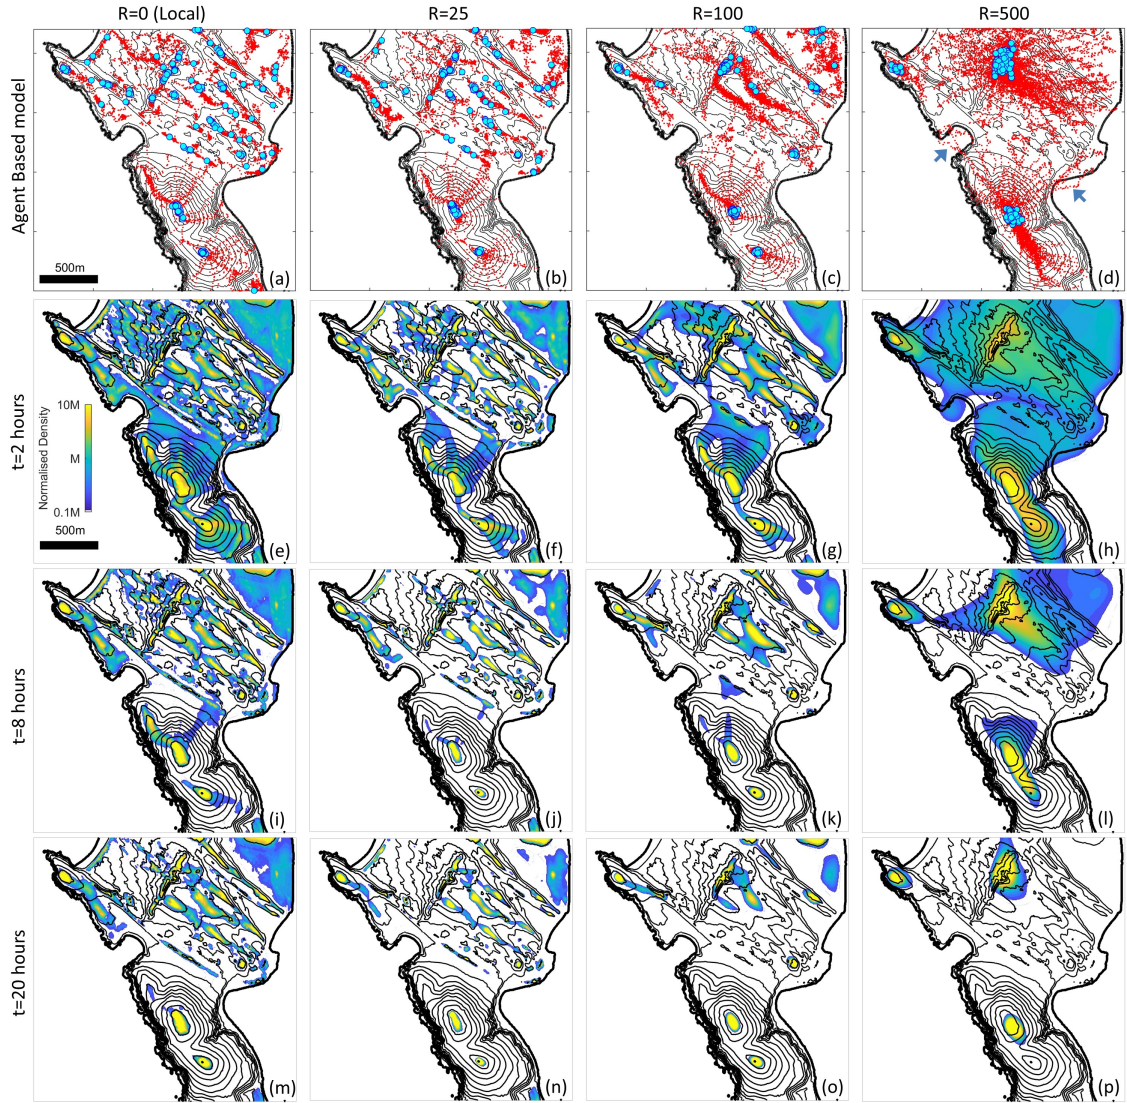 R=0 (Local) R=25 R=100 R=500
Agent Based model
500m
(a) (b) (c) (d)
t=2 hours
10M
Normalised Density
M
0.1M
500m
(e) (f) (g) (h)
t=8 hours
(i) (j) (k) (l)
t=20 hours
(m) (n) (o) (p)